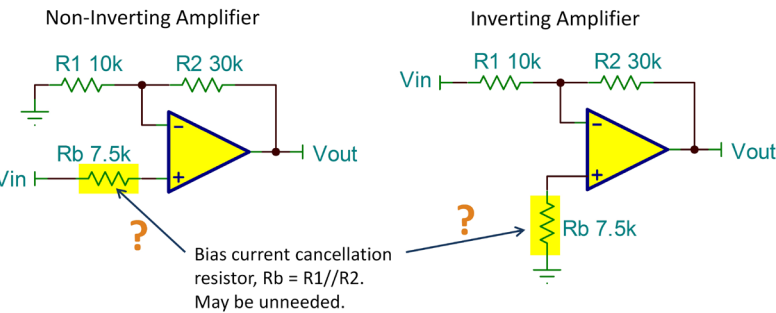 Non-Inverting Amplifier
R1 10k
R2 30k
-
+
Rb 7.5k
Vin
Vout
?
Inverting Amplifier
R1 10k
R2 30k
Vin
-
+
Vout
Rb 7.5k
?
Bias current cancellation
resistor, Rb = R1//R2.
May be unneeded.